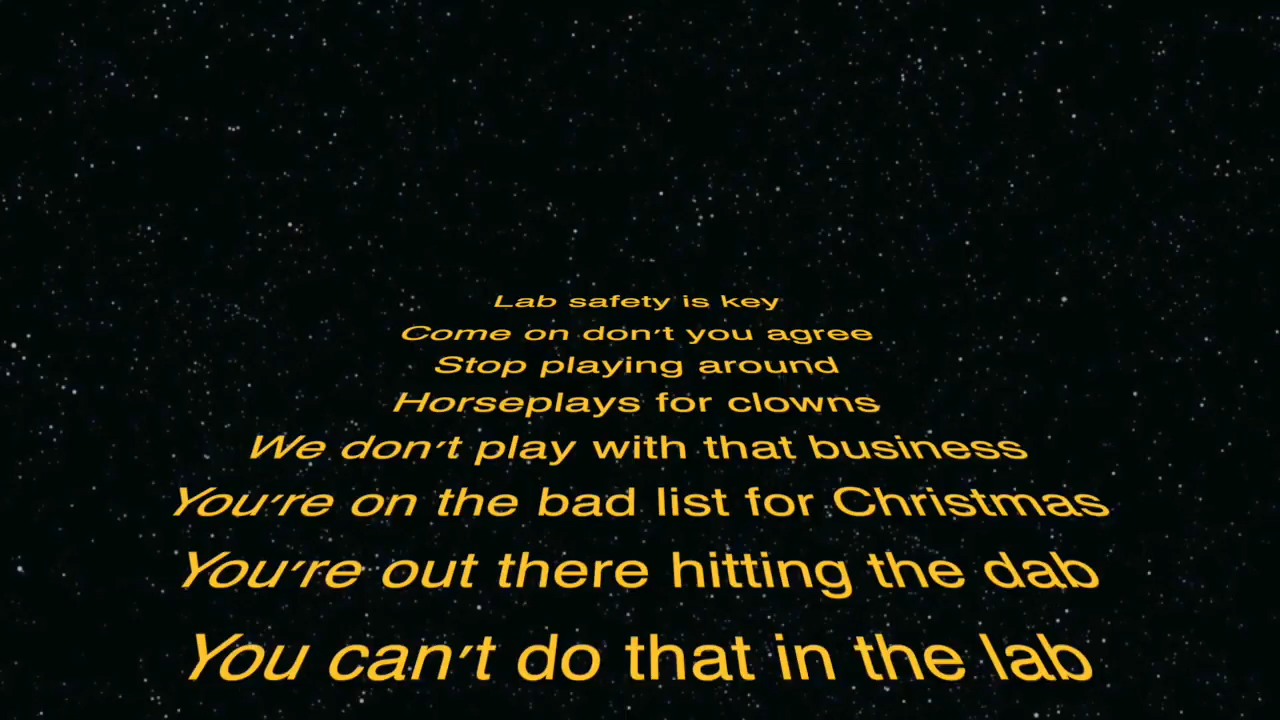 Lab safety is key
Come on don't you agree
Stop playing around
Horseplays for clowns
We don't play with that business
You're on the bad list for Christmas
You're out there hitting the dab
You can't do that in the lab